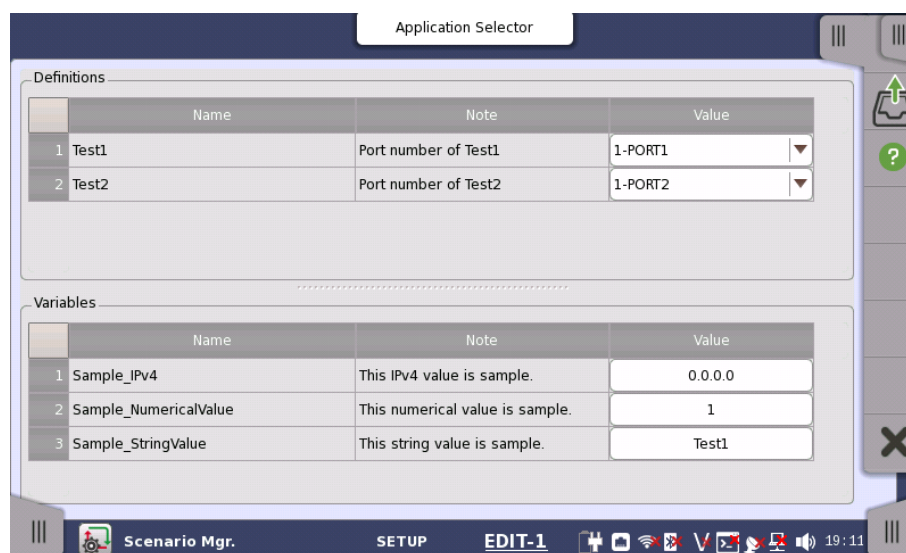 Application Selector
Definitions
Name Note Value
1 Test1 Port number of Test1 1-PORT1
2 Test2 Port number of Test2 1-PORT2
Variables
Name Note Value
1 Sample_IPv4 This IPv4 value is sample. 0.0.0.0
2 Sample_NumericalValue This numerical value is sample. 1
3 Sample_StringValue This string value is sample. Test1
Scenario Mgr. SETUP EDIT-1 19:11